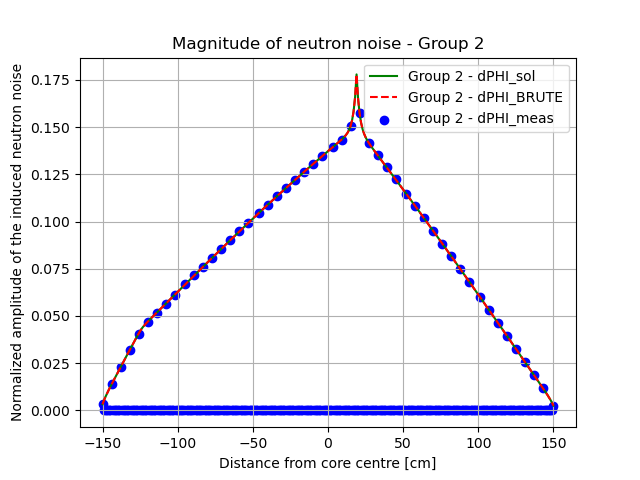 Magnitude of neutron noise - Group 2
Normalized amplitude of the induced neutron noise
0.175
0.150
0.125
0.100
0.075
0.050
0.025
0.000
Group 2 - dPHI_sol
Group 2 - dPHI_BRUTE
Group 2 - dPHI_meas
−150
−100
−50
0
50
100
150
Distance from core centre [cm]